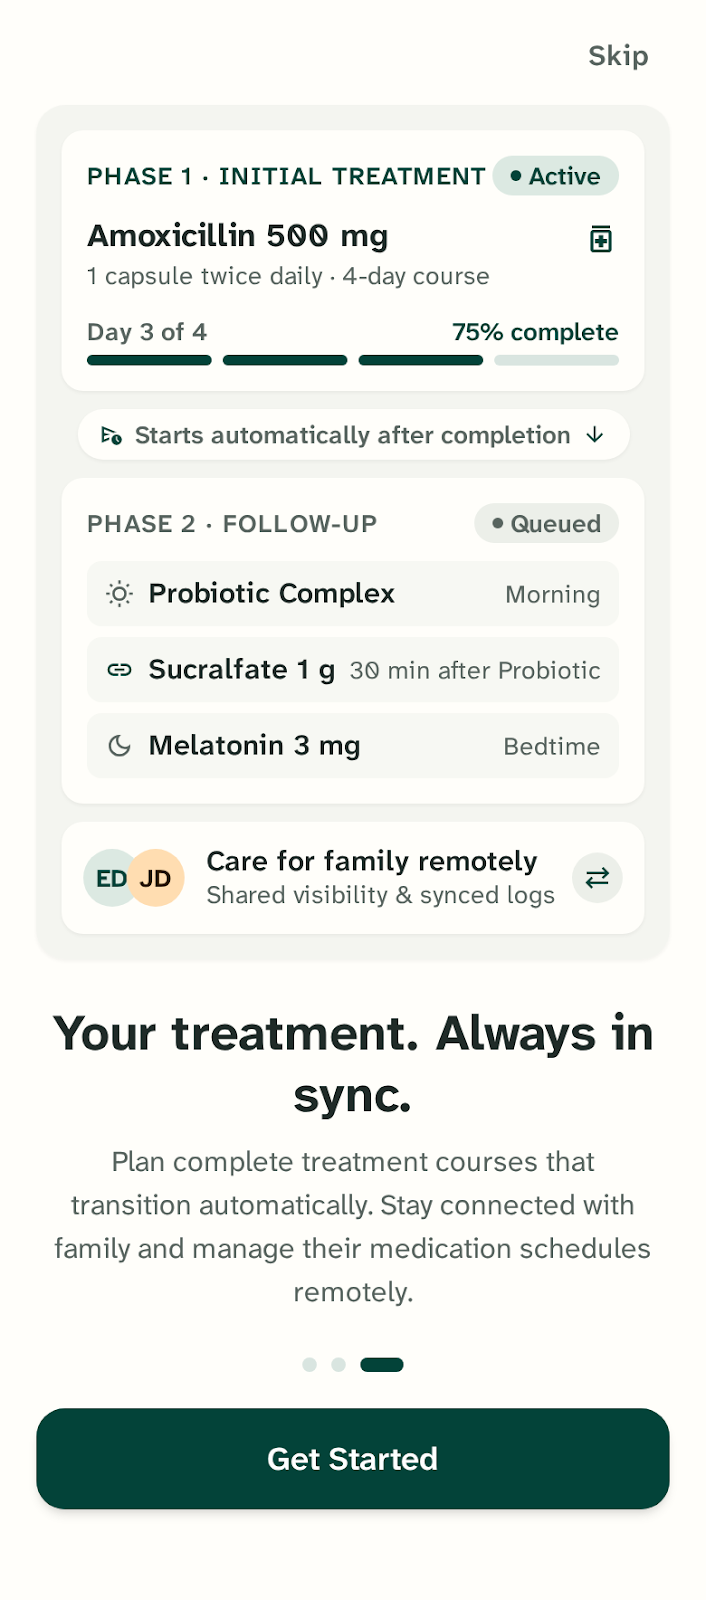 Skip
PHASE 1 · INITIAL TREATMENT
Active
Amoxicillin 500 mg
1 capsule twice daily · 4-day course
Day 3 of 4
75% complete
Starts automatically after completion
PHASE 2 · FOLLOW-UP
Queued
Probiotic Complex
Morning
Sucralfate 1 g
30 min after Probiotic
Melatonin 3 mg
Bedtime
ED
JD
Care for family remotely
Shared visibility & synced logs
Your treatment. Always in
sync.
Plan complete treatment courses that
transition automatically. Stay connected with
family and manage their medication schedules
remotely.
Get Started